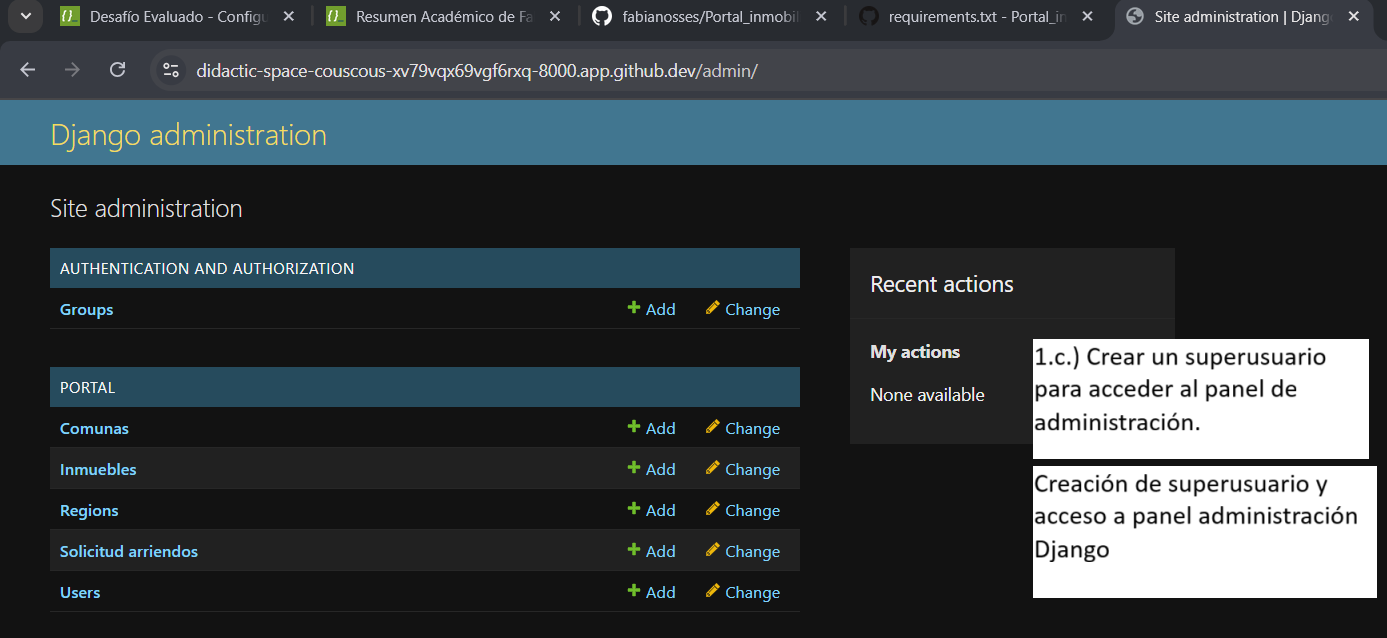 Desafío Evaluado - Configu
Resumen Académico de Fa
fabianosses/Portal_inmobil
requirements.txt - Portal_in
Site administration | Django
didactic-space-couscous-xv79vqx69vgf6rxq-8000.app.github.dev/admin/
Django administration
Site administration
AUTHENTICATION AND AUTHORIZATION
Groups Add Change
PORTAL
Comunas Add Change
Inmuebles Add Change
Regions Add Change
Solicitud arriendos Add Change
Users Add Change
Recent actions
My actions
None available
1.c.) Crear un superusuario
para acceder al panel de
administración.
Creación de superusuario y
acceso a panel administración
Django